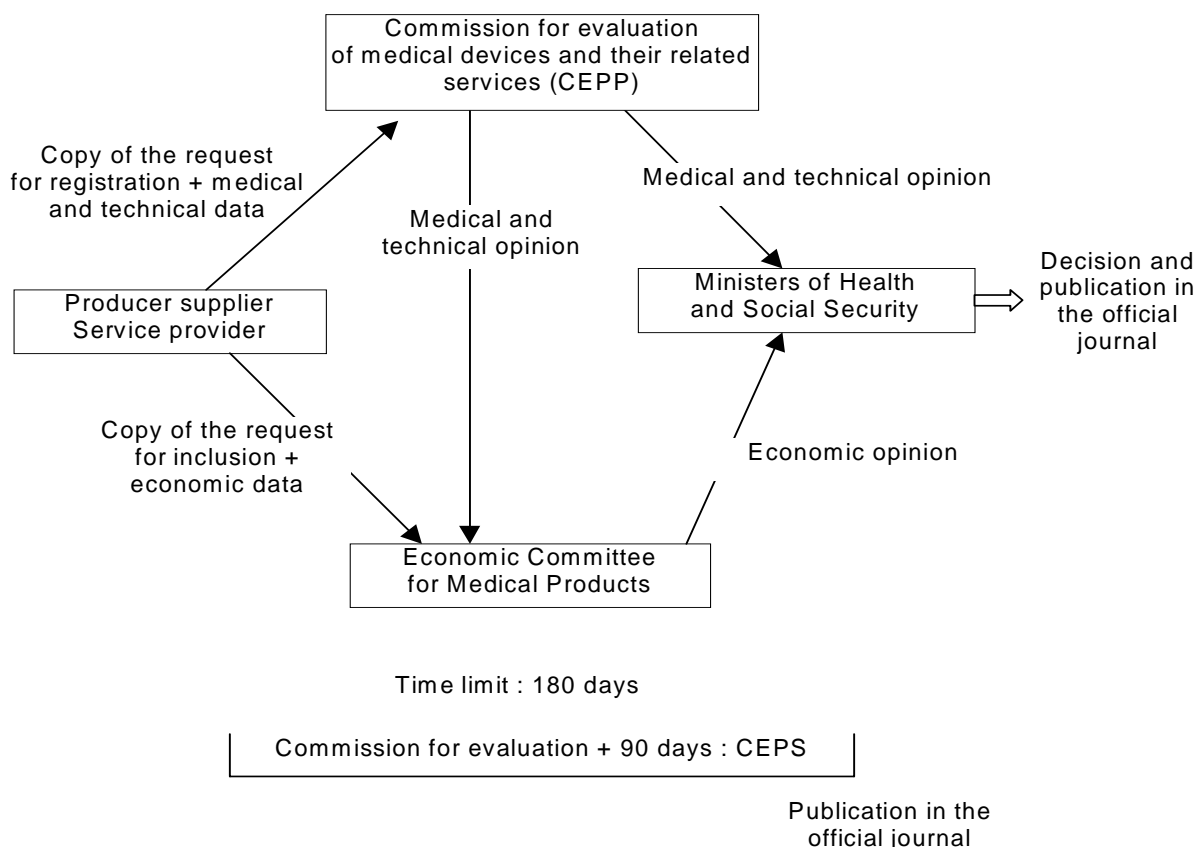 Commission for evaluation
of medical devices and their related
services (CEPP)
Copy of the request
for registration + medical
and technical data
Medical and technical opinion
Medical and
technical opinion
Producer supplier
Service provider
Ministers of Health
and Social Security
Decision and
publication in
the official
journal
Copy of the request
for inclusion +
economic data
Economic opinion
Economic Committee
for Medical Products
Time limit : 180 days
Commission for evaluation + 90 days : CEPS
Publication in the
official journal